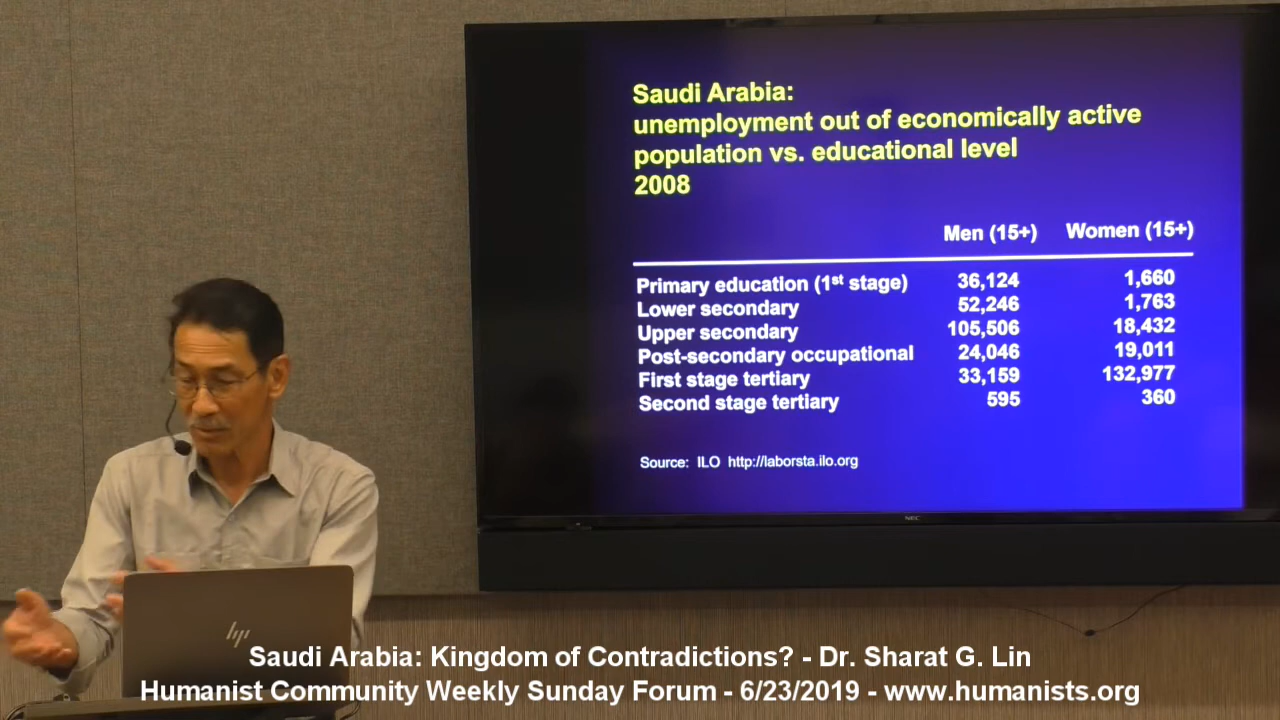 Saudi Arabia:
unemployment out of economically active
population vs. educational level
2008
Men (15+) Women (15+)
Primary education (1st stage) 36,124 1,660
Lower secondary 52,246 1,763
Upper secondary 105,506 18,432
Post-secondary occupational 24,046 19,011
First stage tertiary 33,159 132,977
Second stage tertiary 595 360
Source: ILO http://laborsta.ilo.org
NEC
hp
Saudi Arabia: Kingdom of Contradictions? - Dr. Sharat G. Lin
Humanist Community Weekly Sunday Forum - 6/23/2019 - www.humanists.org